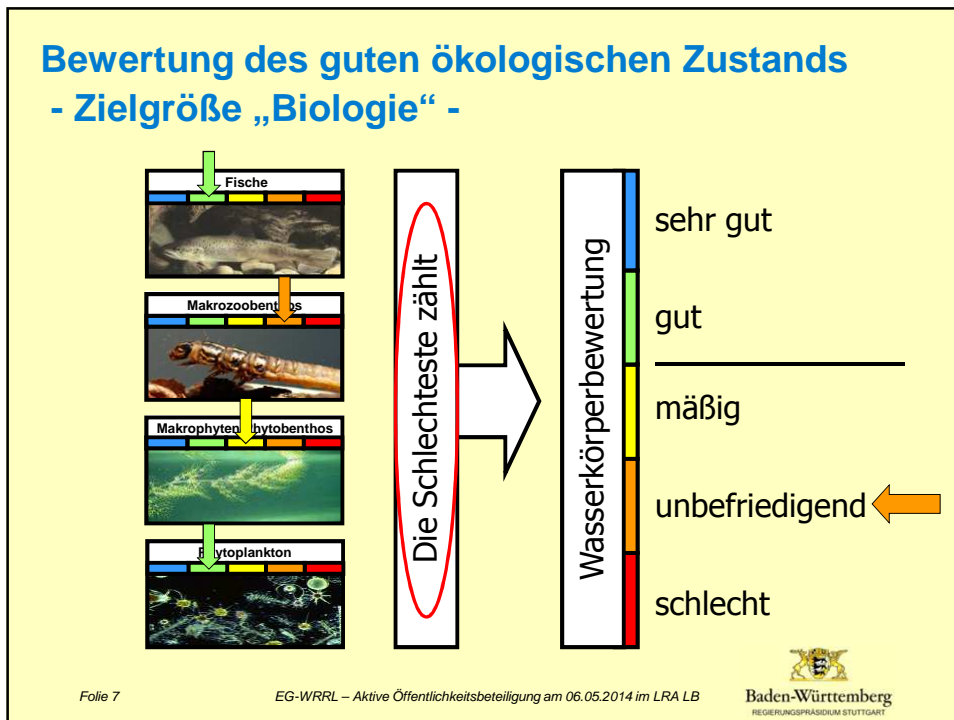 Bewertung des guten ökologischen Zustands
- Zielgröße „Biologie“ -
Fische
Makrozoobenthos
Makrophyten/Phytobenthos
Phytoplankton
Die Schlechteste zählt
Wasserkörperbewertung
sehr gut
gut
mäßig
unbefriedigend
schlecht
Folie 7
EG-WRRL – Aktive Öffentlichkeitsbeteiligung am 06.05.2014 im LRA LB
Baden-Württemberg
REGIERUNGSPRÄSIDIUM STUTTGART